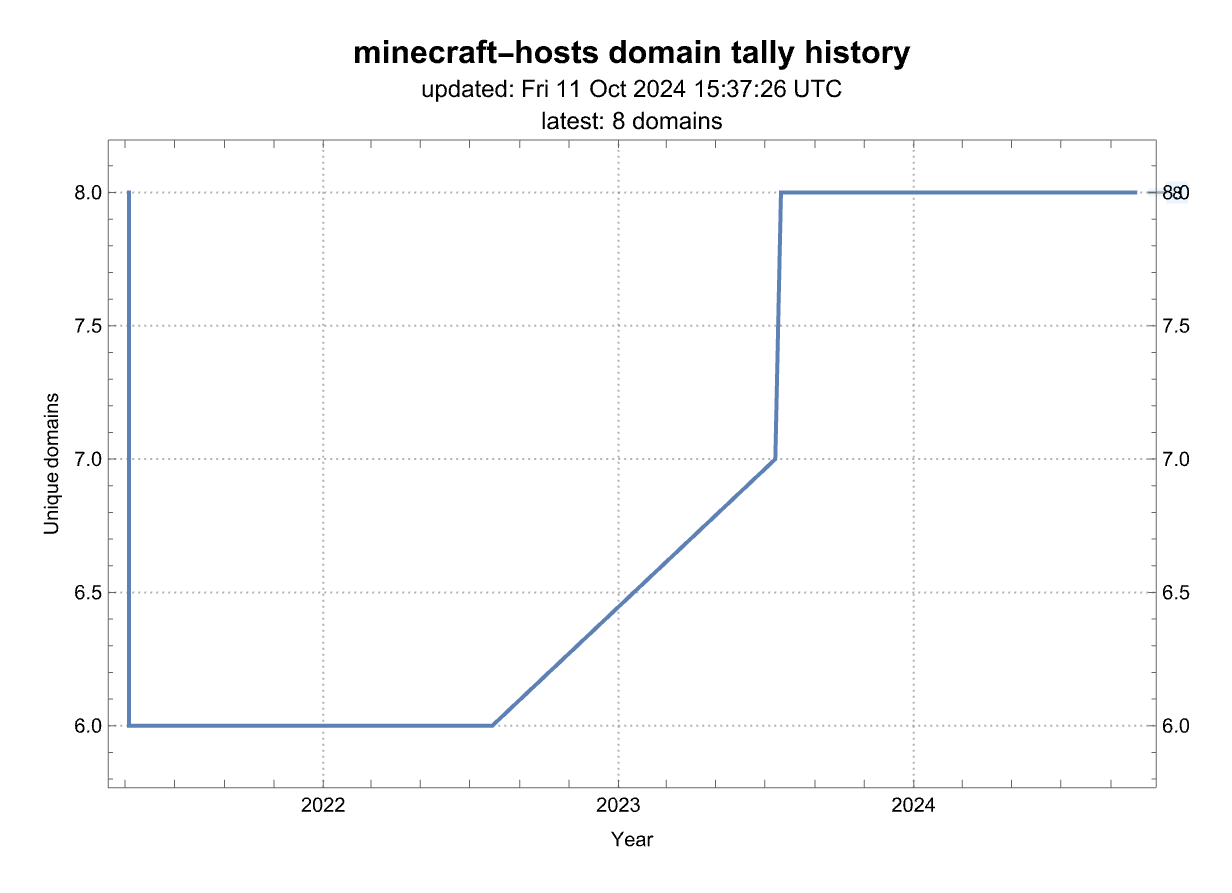 minecraft–hosts domain tally history
updated: Fri 11 Oct 2024 15:37:26 UTC
latest: 8 domains
8.0
7.5
7.0
6.5
6.0
Unique domains
7.5
7.0
6.5
6.0
2022 2023 2024
Year